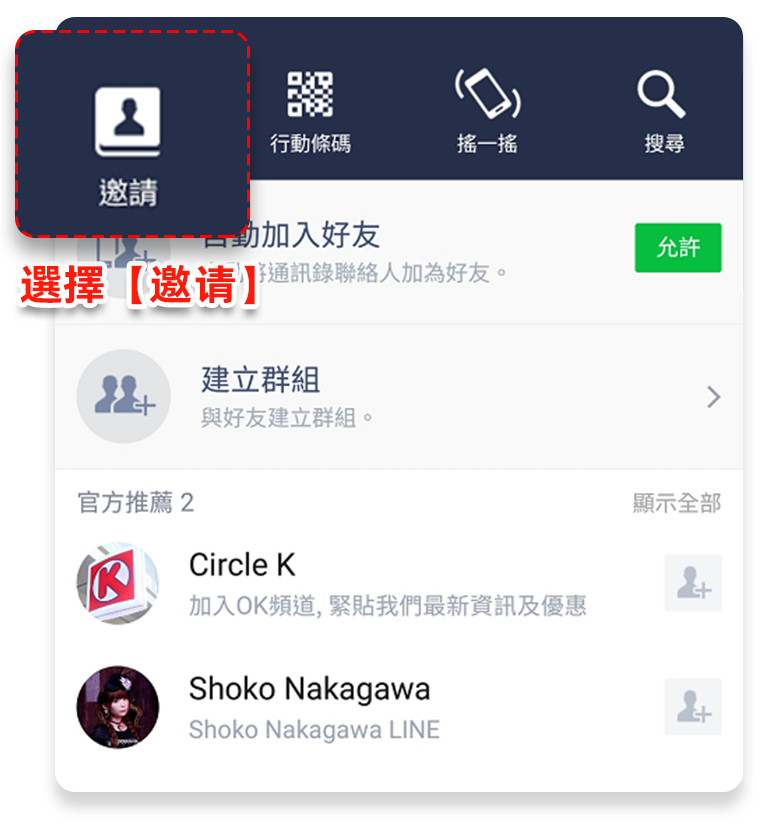 邀請
行動條碼
搖一搖
搜尋
選擇【邀请】
自動加入好友
將通訊錄聯絡人加為好友。
允許
建立群組
與好友建立群組。
官方推薦 2
顯示全部
K
Circle K
加入OK頻道, 緊貼我們最新資訊及優惠
Shoko Nakagawa
Shoko Nakagawa LINE